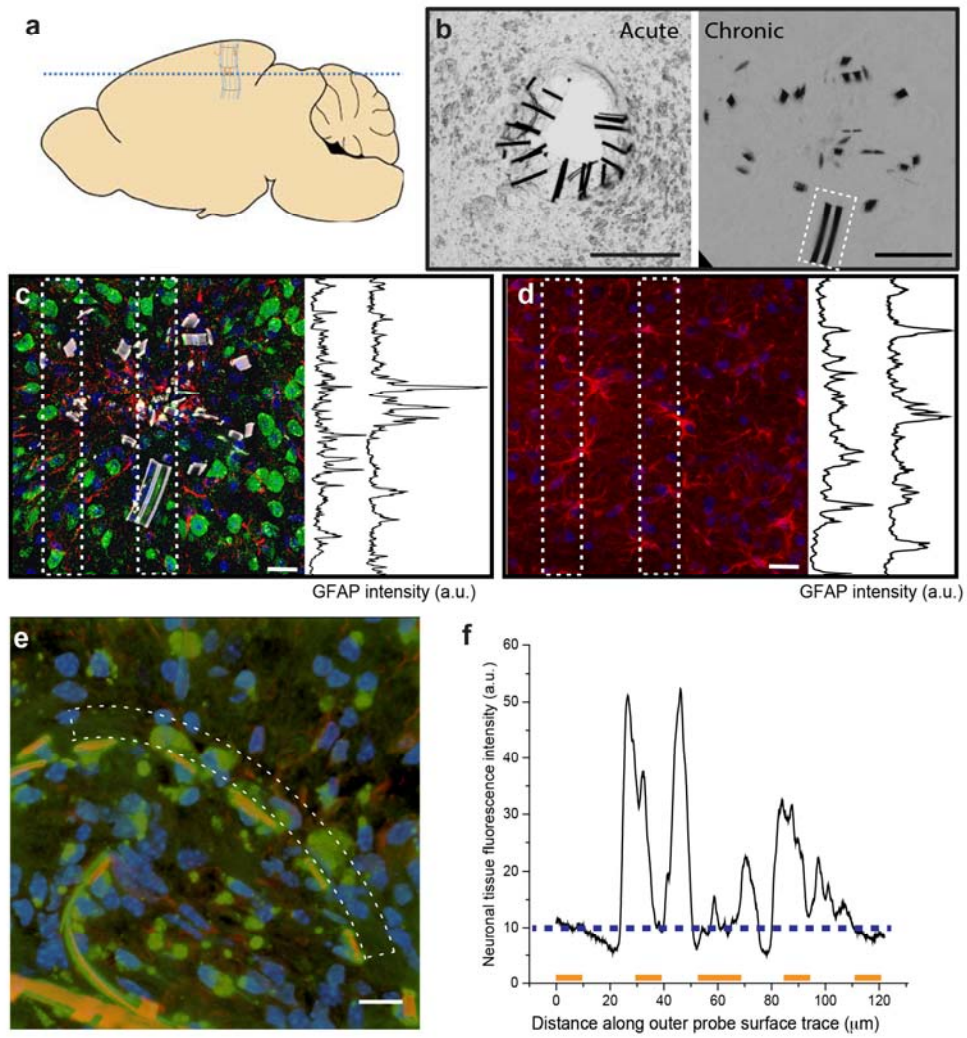 a
b
Acute
Chronic
c
d
GFAP intensity (a.u.)
GFAP intensity (a.u.)
e
f
Neuronal tissue fluorescence intensity (a.u.)
60
50
40
30
20
10
0
0 20 40 60 80 100 120
Distance along outer probe surface trace (μm)